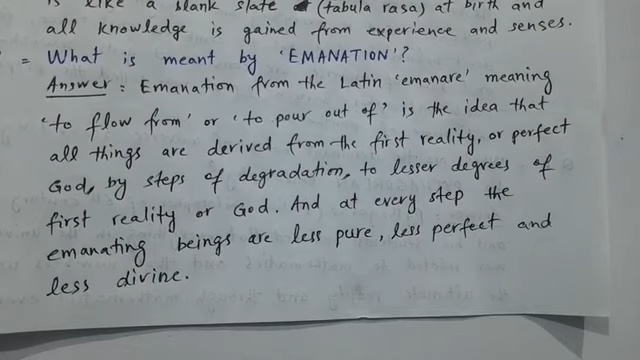 is like a blank slate (tabula rasa) at birth and
all knowledge is gained from experience and senses.
= What is meant by 'EMANATION'?
Answer : Emanation from the Latin 'emanare' meaning
'to flow from' or 'to pour out of' is the idea that
all things are derived from the first reality, or perfect
God, by steps of degradation, to lesser degrees of
first reality or God. And at every step the
emanating beings are less pure, less perfect and
less divine.